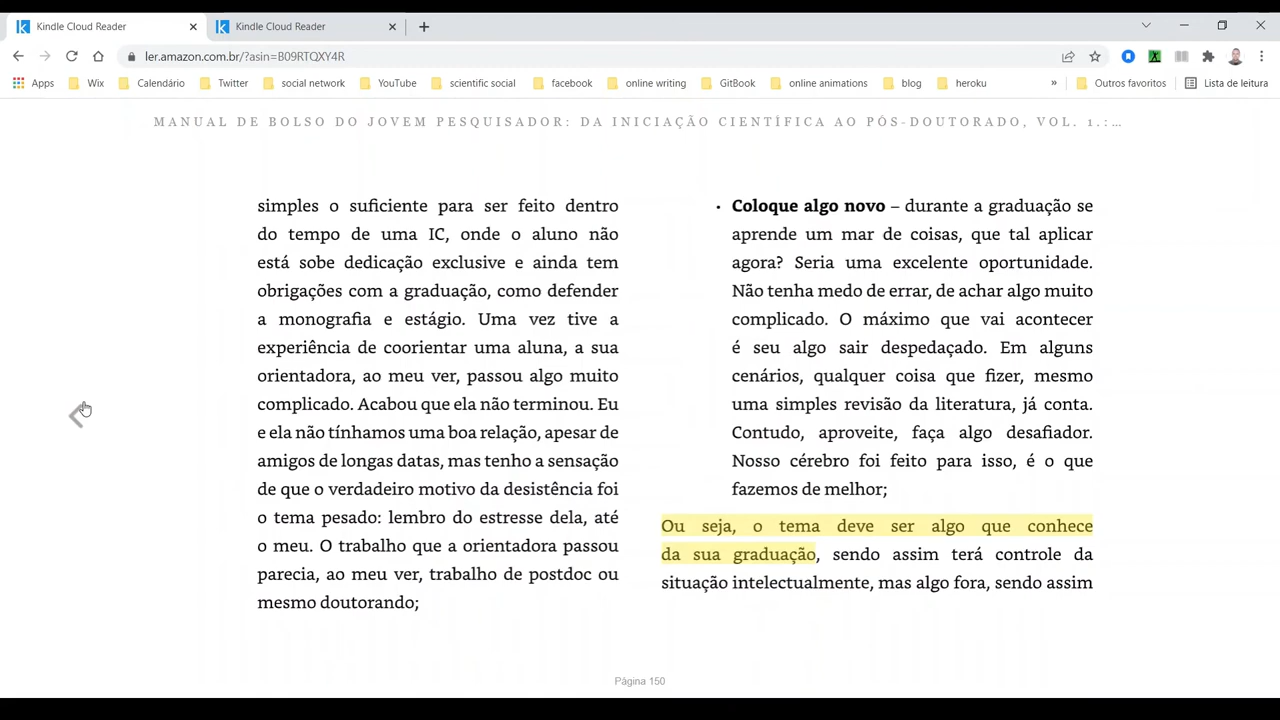 Kindle Cloud Reader
Kindle Cloud Reader
ler.amazon.com.br/?asin=B09RTQXY4R
Apps Wix Calendário Twitter social network YouTube scientific social facebook online writing GitBook online animations blog heroku » Outros favoritos Lista de leitura
MANUAL DE BOLSO DO JOVEM PESQUISADOR: DA INICIAÇÃO CIENTÍFICA AO PÓS-DOUTORADO, VOL. 1.:...
simples o suficiente para ser feito dentro
do tempo de uma IC, onde o aluno não
está sobe dedicação exclusive e ainda tem
obrigações com a graduação, como defender
a monografia e estágio. Uma vez tive a
experiência de coorientar uma aluna, a sua
orientadora, ao meu ver, passou algo muito
complicado. Acabou que ela não terminou. Eu
e ela não tínhamos uma boa relação, apesar de
amigos de longas datas, mas tenho a sensação
de que o verdadeiro motivo da desistência foi
o tema pesado: lembro do estresse dela, até
o meu. O trabalho que a orientadora passou
parecia, ao meu ver, trabalho de postdoc ou
mesmo doutorando;
• Coloque algo novo – durante a graduação se
aprende um mar de coisas, que tal aplicar
agora? Seria uma excelente oportunidade.
Não tenha medo de errar, de achar algo muito
complicado. O máximo que vai acontecer
é seu algo sair despedaçado. Em alguns
cenários, qualquer coisa que fizer, mesmo
uma simples revisão da literatura, já conta.
Contudo, aproveite, faça algo desafiador.
Nosso cérebro foi feito para isso, é o que
fazemos de melhor;
Ou seja, o tema deve ser algo que conhece
da sua graduação, sendo assim terá controle da
situação intelectualmente, mas algo fora, sendo assim
Página 150